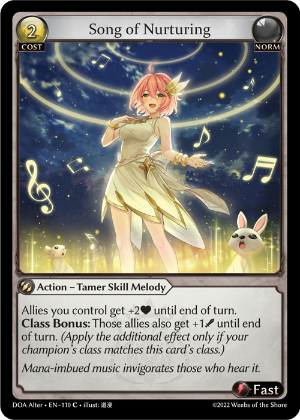 2
COST
Song of Nurturing
NORM
Action – Tamer Skill Melody
Allies you control get +2 until end of turn.
Class Bonus: Those allies also get +1 until end
of turn. (Apply the additional effect only if your
champion's class matches this card's class.)
Mana-imbued music invigorates those who hear it.
Fast
DOA Alter • EN-110 C • illust:
©2022 Weebs of the Shore